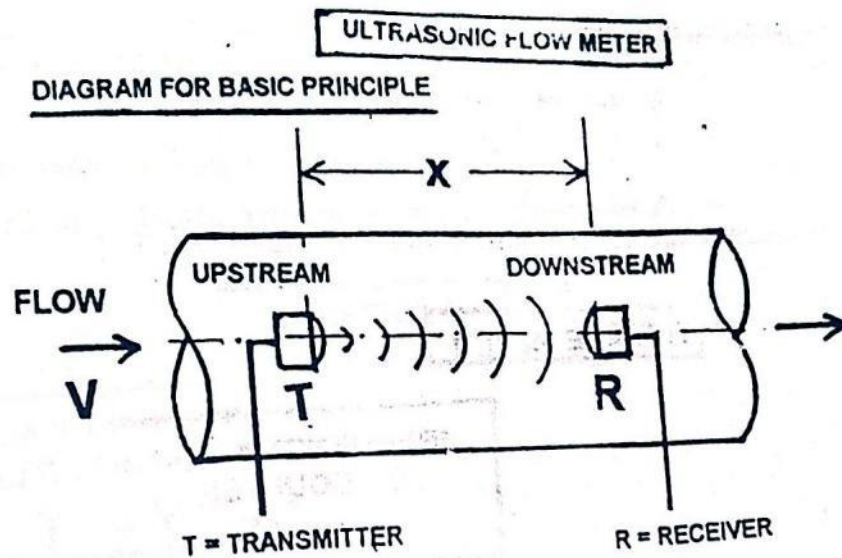 ULTRASONIC FLOW METER
DIAGRAM FOR BASIC PRINCIPLE
X
UPSTREAM
DOWNSTREAM
FLOW
V
T
R
T = TRANSMITTER
R = RECEIVER